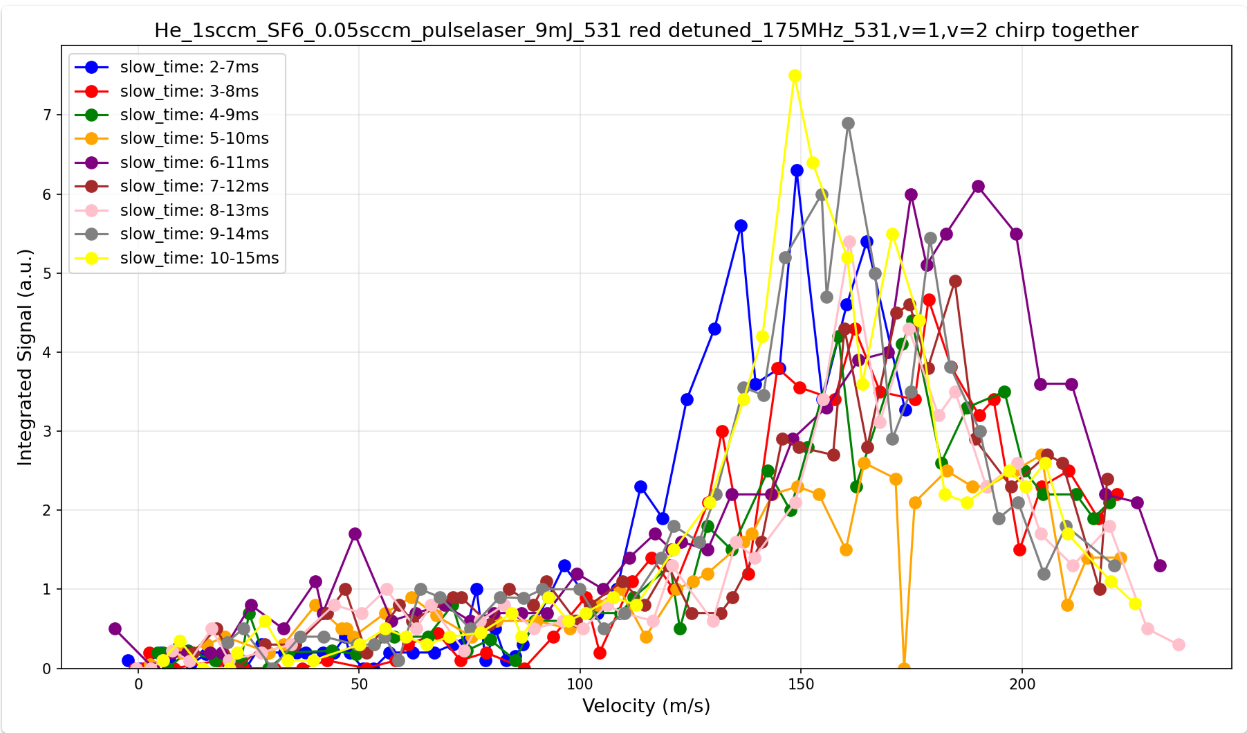 He_1sccm_SF6_0.05sccm_pulselaser_9mJ_531 red detuned_175MHz_531,v=1,v=2 chirp together
slow_time: 2-7ms
slow_time: 3-8ms
slow_time: 4-9ms
slow_time: 5-10ms
slow_time: 6-11ms
slow_time: 7-12ms
slow_time: 8-13ms
slow_time: 9-14ms
slow_time: 10-15ms
Integrated Signal (a.u.)
7
6
5
4
3
2
1
0
0 50 100 150 200
Velocity (m/s)